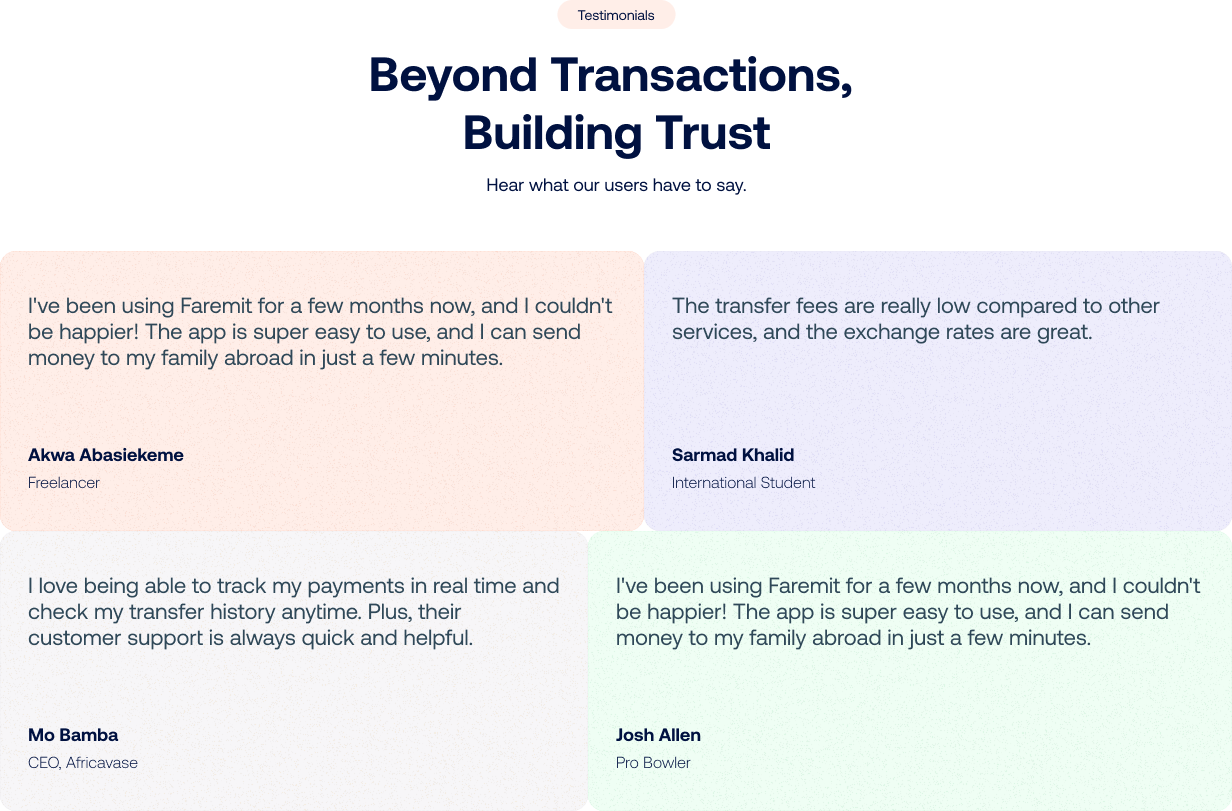 Testimonials
Beyond Transactions,
Building Trust
Hear what our users have to say.
I've been using Faremit for a few months now, and I couldn't
be happier! The app is super easy to use, and I can send
money to my family abroad in just a few minutes.
Akwa Abasiekeme
Freelancer
The transfer fees are really low compared to other
services, and the exchange rates are great.
Sarmad Khalid
International Student
I love being able to track my payments in real time and
check my transfer history anytime. Plus, their
customer support is always quick and helpful.
Mo Bamba
CEO, Africavase
I've been using Faremit for a few months now, and I couldn't
be happier! The app is super easy to use, and I can send
money to my family abroad in just a few minutes.
Josh Allen
Pro Bowler